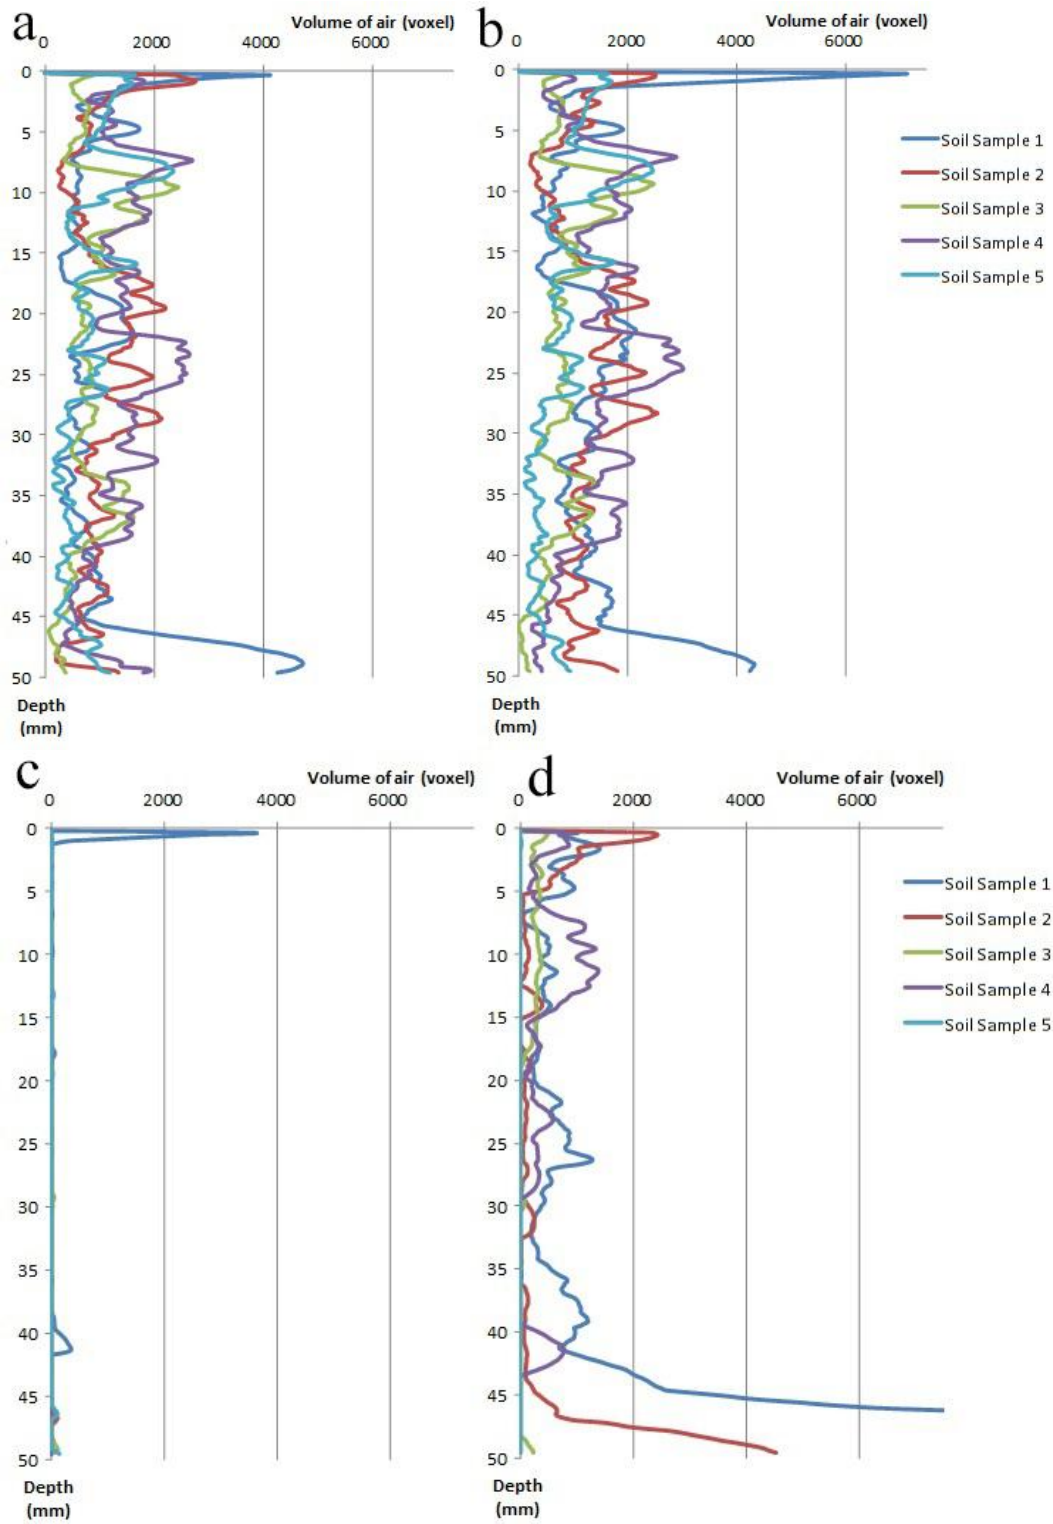 a
Volume of air (voxel)
0 2000 4000 6000
0
5
10
15
20
25
30
35
40
45
50
Depth
(mm)
b
Volume of air (voxel)
0 2000 4000 6000
0
5
10
15
20
25
30
35
40
45
50
Depth
(mm)
Soil Sample 1
Soil Sample 2
Soil Sample 3
Soil Sample 4
Soil Sample 5
c
Volume of air (voxel)
0 2000 4000 6000
0
5
10
15
20
25
30
35
40
45
50
Depth
(mm)
d
Volume of air (voxel)
0 2000 4000 6000
0
5
10
15
20
25
30
35
40
45
50
Depth
(mm)
Soil Sample 1
Soil Sample 2
Soil Sample 3
Soil Sample 4
Soil Sample 5